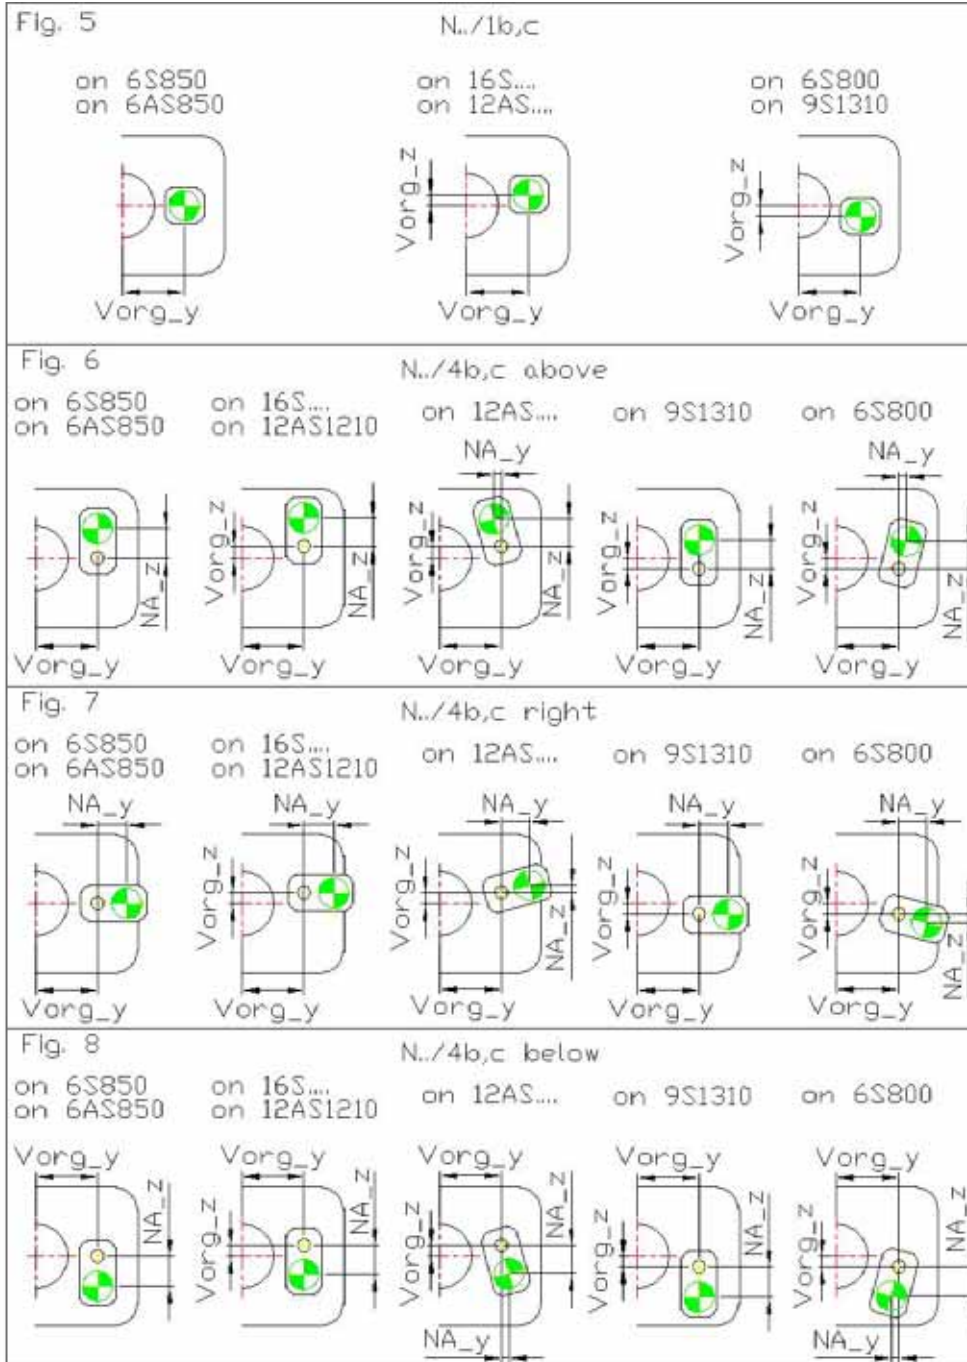 Fig. 5
N../1b,c
on 6S850
on 6AS850
on 16S....
on 12AS....
on 6S800
on 9S1310
Vorg_z
Vorg_z
Vorg_y
Vorg_y
Vorg_y
Fig. 6
N../4b,c above
on 6S850
on 6AS850
on 16S....
on 12AS1210
on 12AS....
on 9S1310
on 6S800
NA_y
NA_y
Vorg_z
Vorg_z
Vorg_z
Vorg_z
NA_z
NA_z
NA_z
NA_z
Vorg_y
Vorg_y
Vorg_y
Vorg_y
Vorg_y
Fig. 7
N../4b,c right
on 6S850
on 6AS850
on 16S....
on 12AS1210
on 12AS....
on 9S1310
on 6S800
NA_y
NA_y
NA_y
NA_y
NA_y
Vorg_z
Vorg_z
Vorg_z
Vorg_z
NA_z
NA_z
Vorg_y
Vorg_y
Vorg_y
Vorg_y
Vorg_y
Fig. 8
N../4b,c below
on 6S850
on 6AS850
on 16S....
on 12AS1210
on 12AS....
on 9S1310
on 6S800
Vorg_y
Vorg_y
Vorg_y
Vorg_y
Vorg_y
NA_z
Vorg_z
NA_z
Vorg_z
NA_z
Vorg_z
NA_z
Vorg_z
NA_y
NA_y